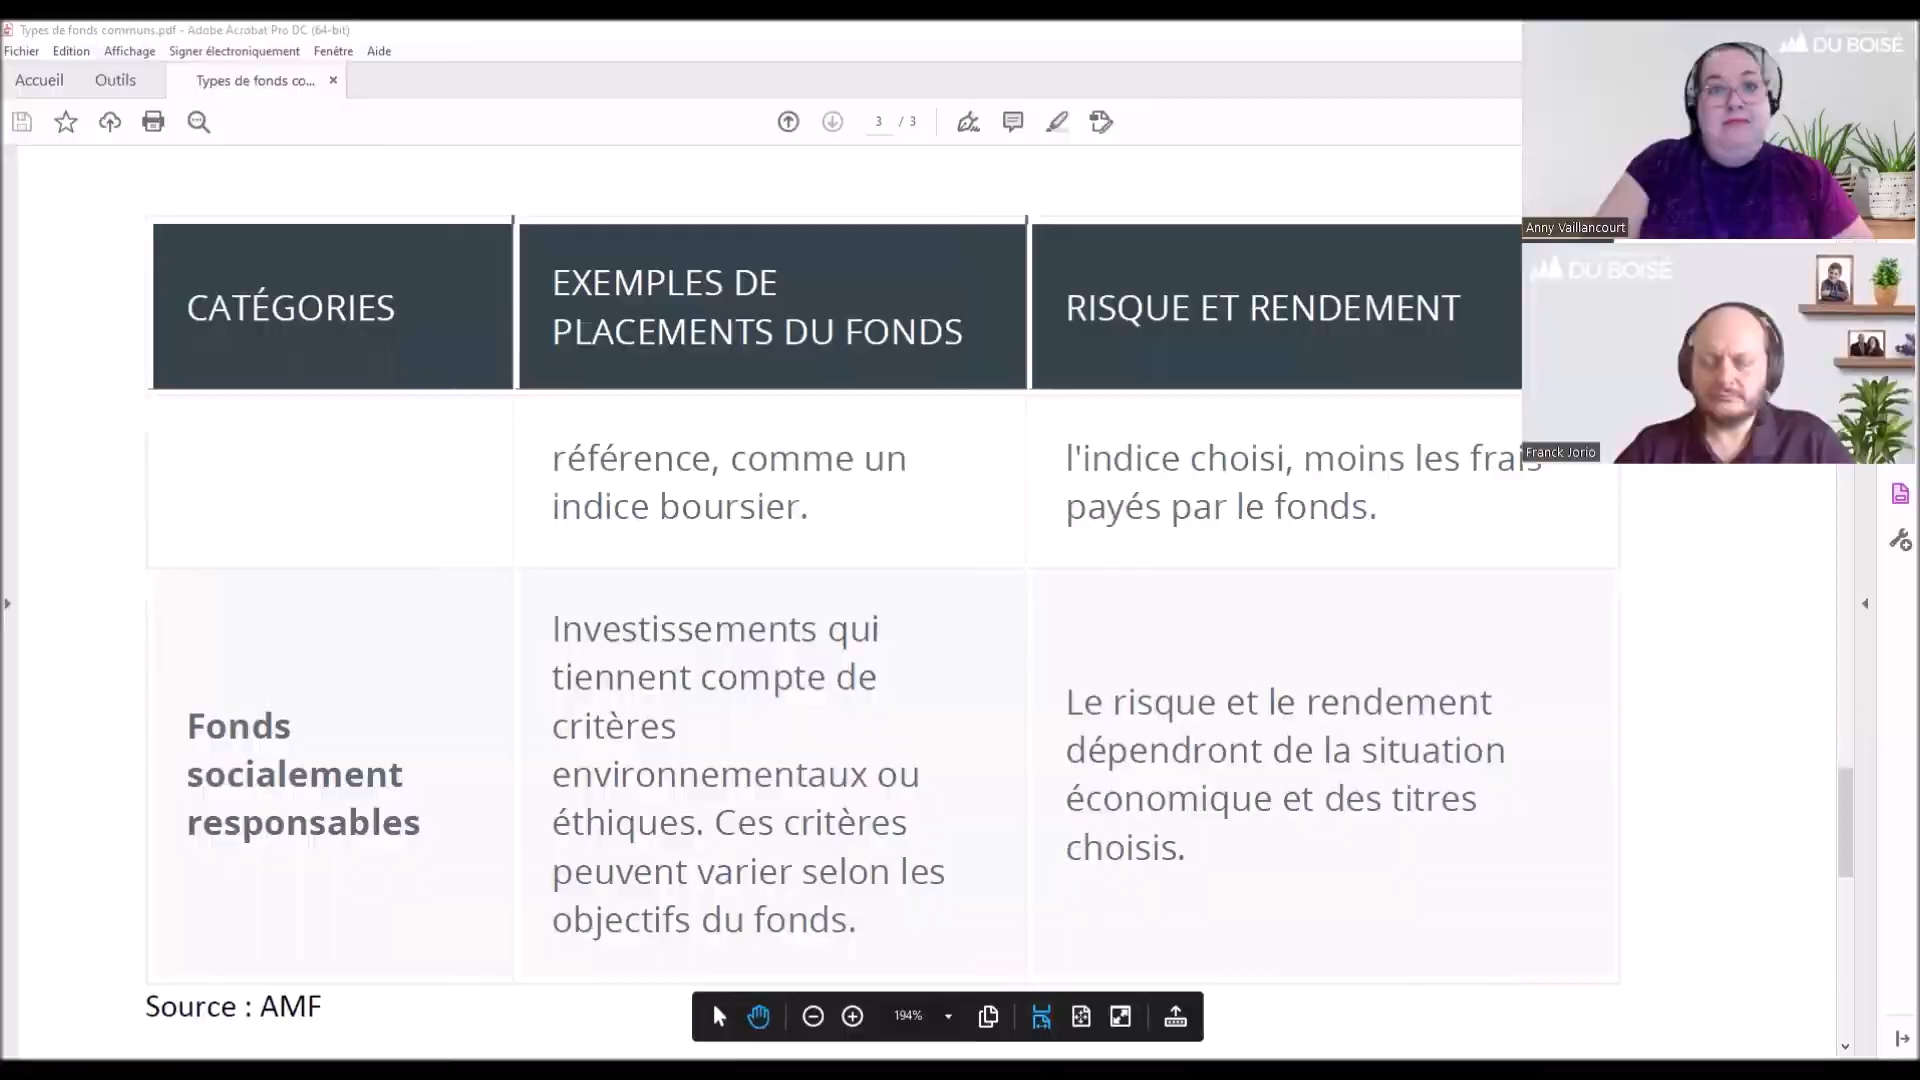 Types de fonds communs.pdf - Adobe Acrobat Pro DC (64-bit)
Fichier Edition Affichage Signer électroniquement Fenêtre Aide
Accueil Outils Types de fonds co... ×
3 / 3
DU BOISÉ
Anny Vaillancourt
DU BOISÉ
Franck Jorio
CATÉGORIES
EXEMPLES DE
PLACEMENTS DU FONDS
RISQUE ET RENDEMENT
référence, comme un
indice boursier.
l'indice choisi, moins les frais
payés par le fonds.
Fonds
socialement
responsables
Investissements qui
tiennent compte de
critères
environnementaux ou
éthiques. Ces critères
peuvent varier selon les
objectifs du fonds.
Le risque et le rendement
dépendront de la situation
économique et des titres
choisis.
Source : AMF
194%